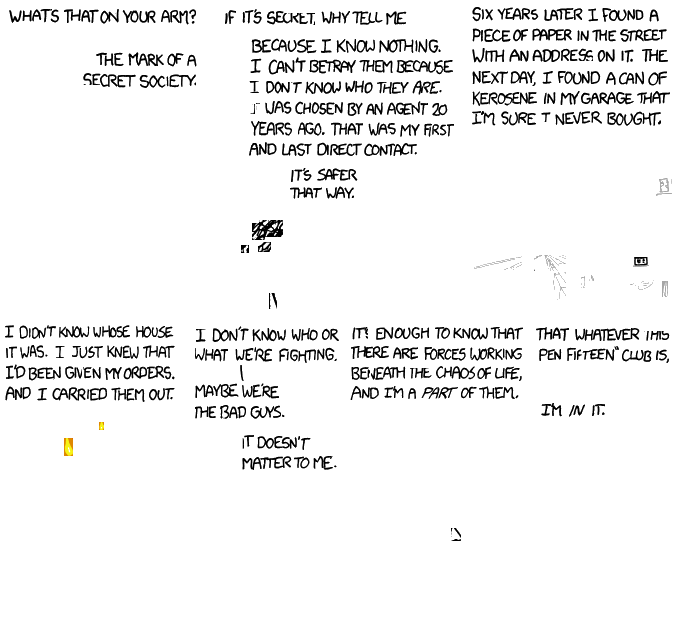 WHAT'S THAT ON YOUR ARM?
THE MARK OF A
SECRET SOCIETY.
IF IT'S SECRET, WHY TELL ME
BECAUSE I KNOW NOTHING.
I CAN'T BETRAY THEM BECAUSE
I DON'T KNOW WHO THEY ARE.
I WAS CHOSEN BY AN AGENT 20
YEARS AGO. THAT WAS MY FIRST
AND LAST DIRECT CONTACT.
IT'S SAFER
THAT WAY.
SIX YEARS LATER I FOUND A
PIECE OF PAPER IN THE STREET
WITH AN ADDRESS ON IT. THE
NEXT DAY, I FOUND A CAN OF
KEROSENE IN MY GARAGE THAT
I'M SURE I NEVER BOUGHT.
I DIDN'T KNOW WHOSE HOUSE
IT WAS. I JUST KNEW THAT
I'D BEEN GIVEN MY ORDERS.
AND I CARRIED THEM OUT.
I DON'T KNOW WHO OR
WHAT WE'RE FIGHTING.
MAYBE WE'RE
THE BAD GUYS.
IT DOESN'T
MATTER TO ME.
IT'S ENOUGH TO KNOW THAT
THERE ARE FORCES WORKING
BENEATH THE CHAOS OF LIFE,
AND I'M A PART OF THEM.
THAT WHATEVER THIS
PEN FIFTEEN" CLUB IS,
I'M IN IT.